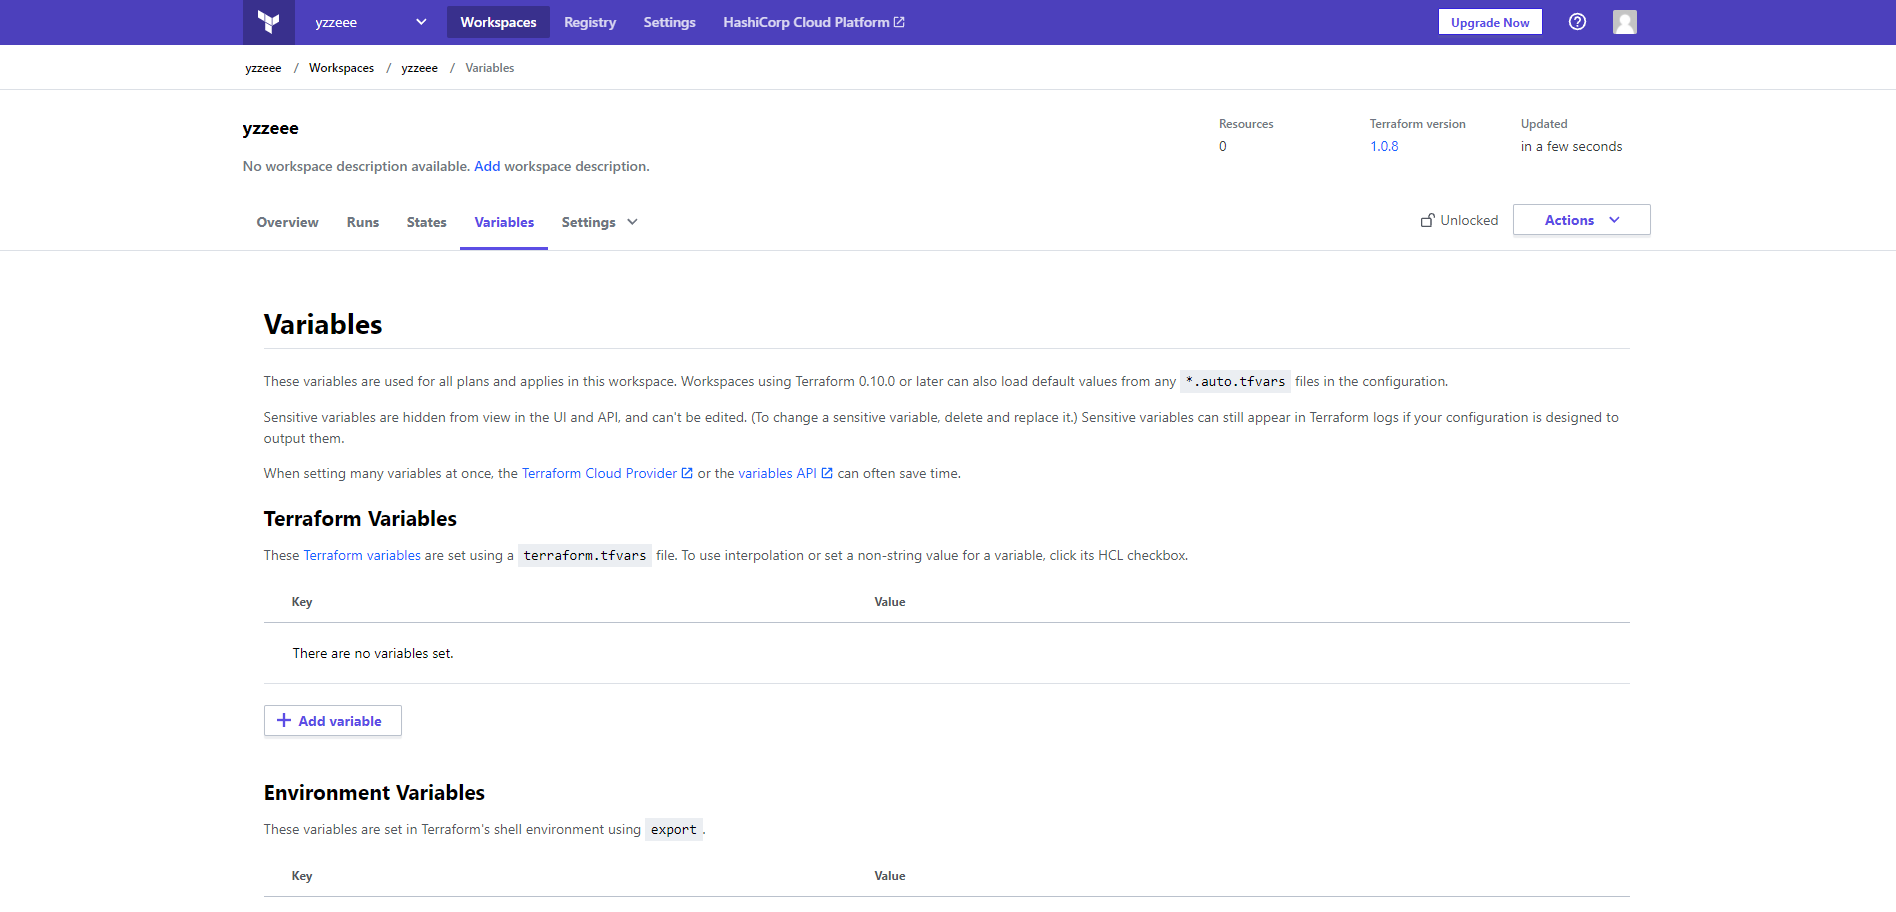 yzzeee Workspaces Registry Settings HashiCorp Cloud Platform Upgrade Now
yzzeee / Workspaces / yzzeee / Variables
yzzeee
No workspace description available. Add workspace description.
Resources
0
Terraform version
1.0.8
Updated
in a few seconds
Overview Runs States Variables Settings
Unlocked Actions
Variables
These variables are used for all plans and applies in this workspace. Workspaces using Terraform 0.10.0 or later can also load default values from any *.auto.tfvars files in the configuration.
Sensitive variables are hidden from view in the UI and API, and can't be edited. (To change a sensitive variable, delete and replace it.) Sensitive variables can still appear in Terraform logs if your configuration is designed to
output them.
When setting many variables at once, the Terraform Cloud Provider or the variables API can often save time.
Terraform Variables
These Terraform variables are set using a terraform.tfvars file. To use interpolation or set a non-string value for a variable, click its HCL checkbox.
Key Value
There are no variables set.
+ Add variable
Environment Variables
These variables are set in Terraform's shell environment using export.
Key Value